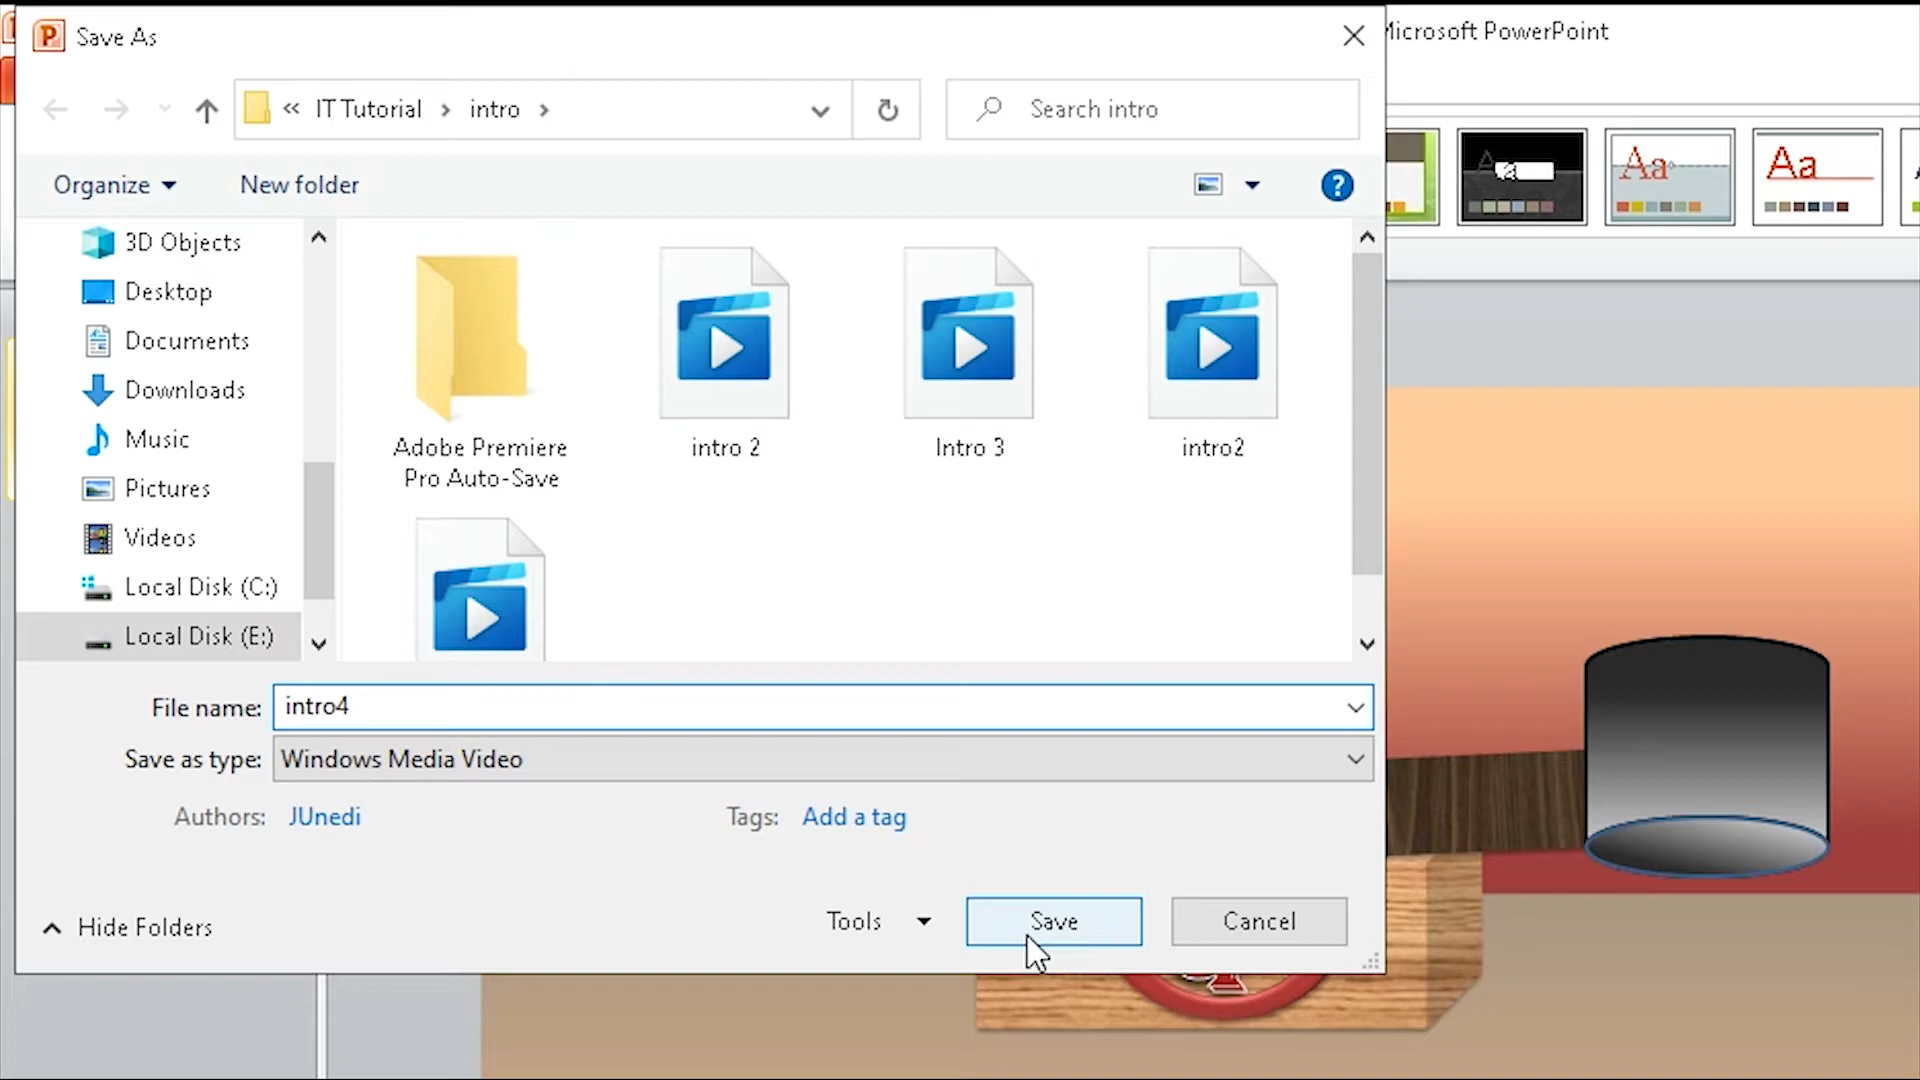 Save As
Microsoft PowerPoint
« IT Tutorial > intro >
Search intro
Organize
New folder
?
Aa
Aa
3D Objects
Desktop
Documents
Downloads
Music
Pictures
Videos
Local Disk (C:)
Local Disk (E:)
Adobe Premiere
Pro Auto-Save
intro 2
Intro 3
intro2
File name: intro4
Save as type: Windows Media Video
Authors: JUnedi
Tags: Add a tag
Hide Folders
Tools
Save
Cancel